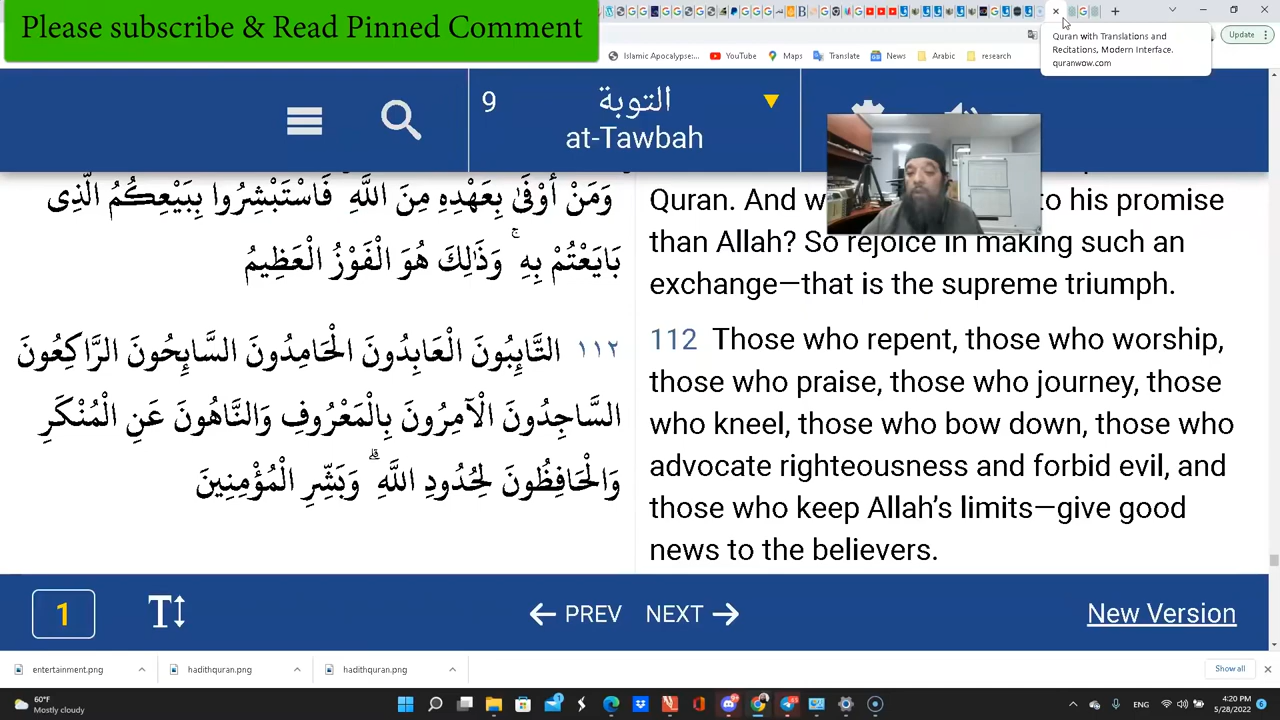 Please subscribe & Read Pinned Comment
Quran with Translations and
Recitations, Modern Interface.
quranwow.com
Update
Islamic Apocalypse:...
YouTube
Maps
Translate
News
Arabic
research
9
التوبة
at-Tawbah
وَمَنْ أَوْفَىٰ بِعَهْدِهِ مِنَ اللَّهِ فَاسْتَبْشِرُوا بِبَيْعِكُمُ الَّذِى
بَايَعْتُمْ بِهِ ۚ وَذَٰلِكَ هُوَ الْفَوْزُ الْعَظِيمُ
١١٢ التَّائِبُونَ الْعَابِدُونَ الْحَامِدُونَ السَّائِحُونَ الرَّاكِعُونَ
السَّاجِدُونَ الْآمِرُونَ بِالْمَعْرُوفِ وَالنَّاهُونَ عَنِ الْمُنْكَرِ
وَالْحَافِظُونَ لِحُدُودِ اللَّهِ ۗ وَبَشِّرِ الْمُؤْمِنِينَ
Quran. And to his promise
than Allah? So rejoice in making such an
exchange—that is the supreme triumph.
112 Those who repent, those who worship,
those who praise, those who journey, those
who kneel, those who bow down, those who
advocate righteousness and forbid evil, and
those who keep Allah’s limits—give good
news to the believers.
1
PREV
NEXT
New Version
entertainment.png
hadithquran.png
hadithquran.png
Show all
60°F
Mostly cloudy
4:20 PM
5/28/2022